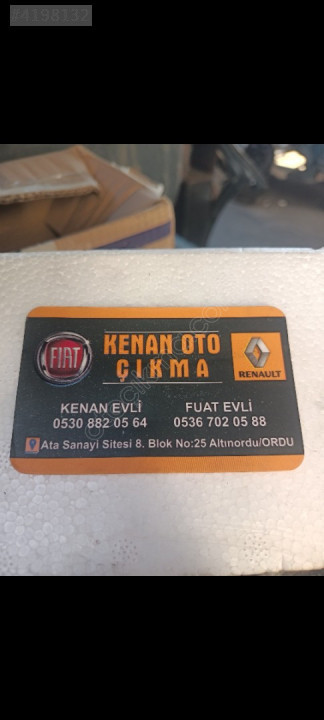 #4198132
KENAN OTO
ÇIKMA
FIAT
RENAULT
KENAN EVLİ
0530 882 05 64
FUAT EVLİ
0536 702 05 88
Ata Sanayi Sitesi 8. Blok No:25 Altınordu/ORDU